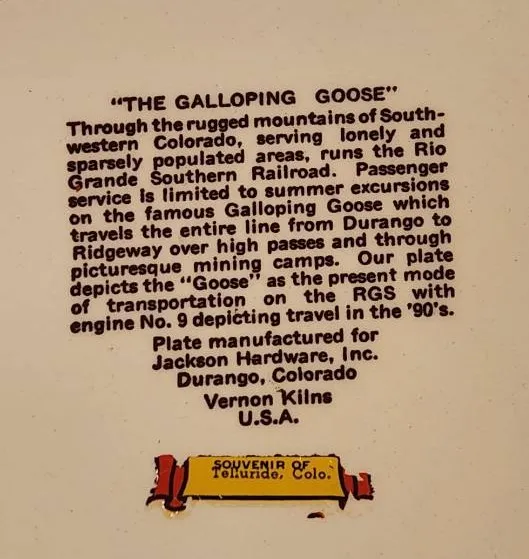 "THE GALLOPING GOOSE"
Through the rugged mountains of South-
western Colorado, serving lonely and
sparsely populated areas, runs the Rio
Grande Southern Railroad. Passenger
service is limited to summer excursions
on the famous Galloping Goose which
travels the entire line from Durango to
Ridgeway over high passes and through
picturesque mining camps. Our plate
depicts the "Goose" as the present mode
of transportation on the RGS with
engine No. 9 depicting travel in the '90's.
Plate manufactured for
Jackson Hardware, Inc.
Durango, Colorado
Vernon Kilns
U.S.A.
SOUVENIR OF
Telluride, Colo.